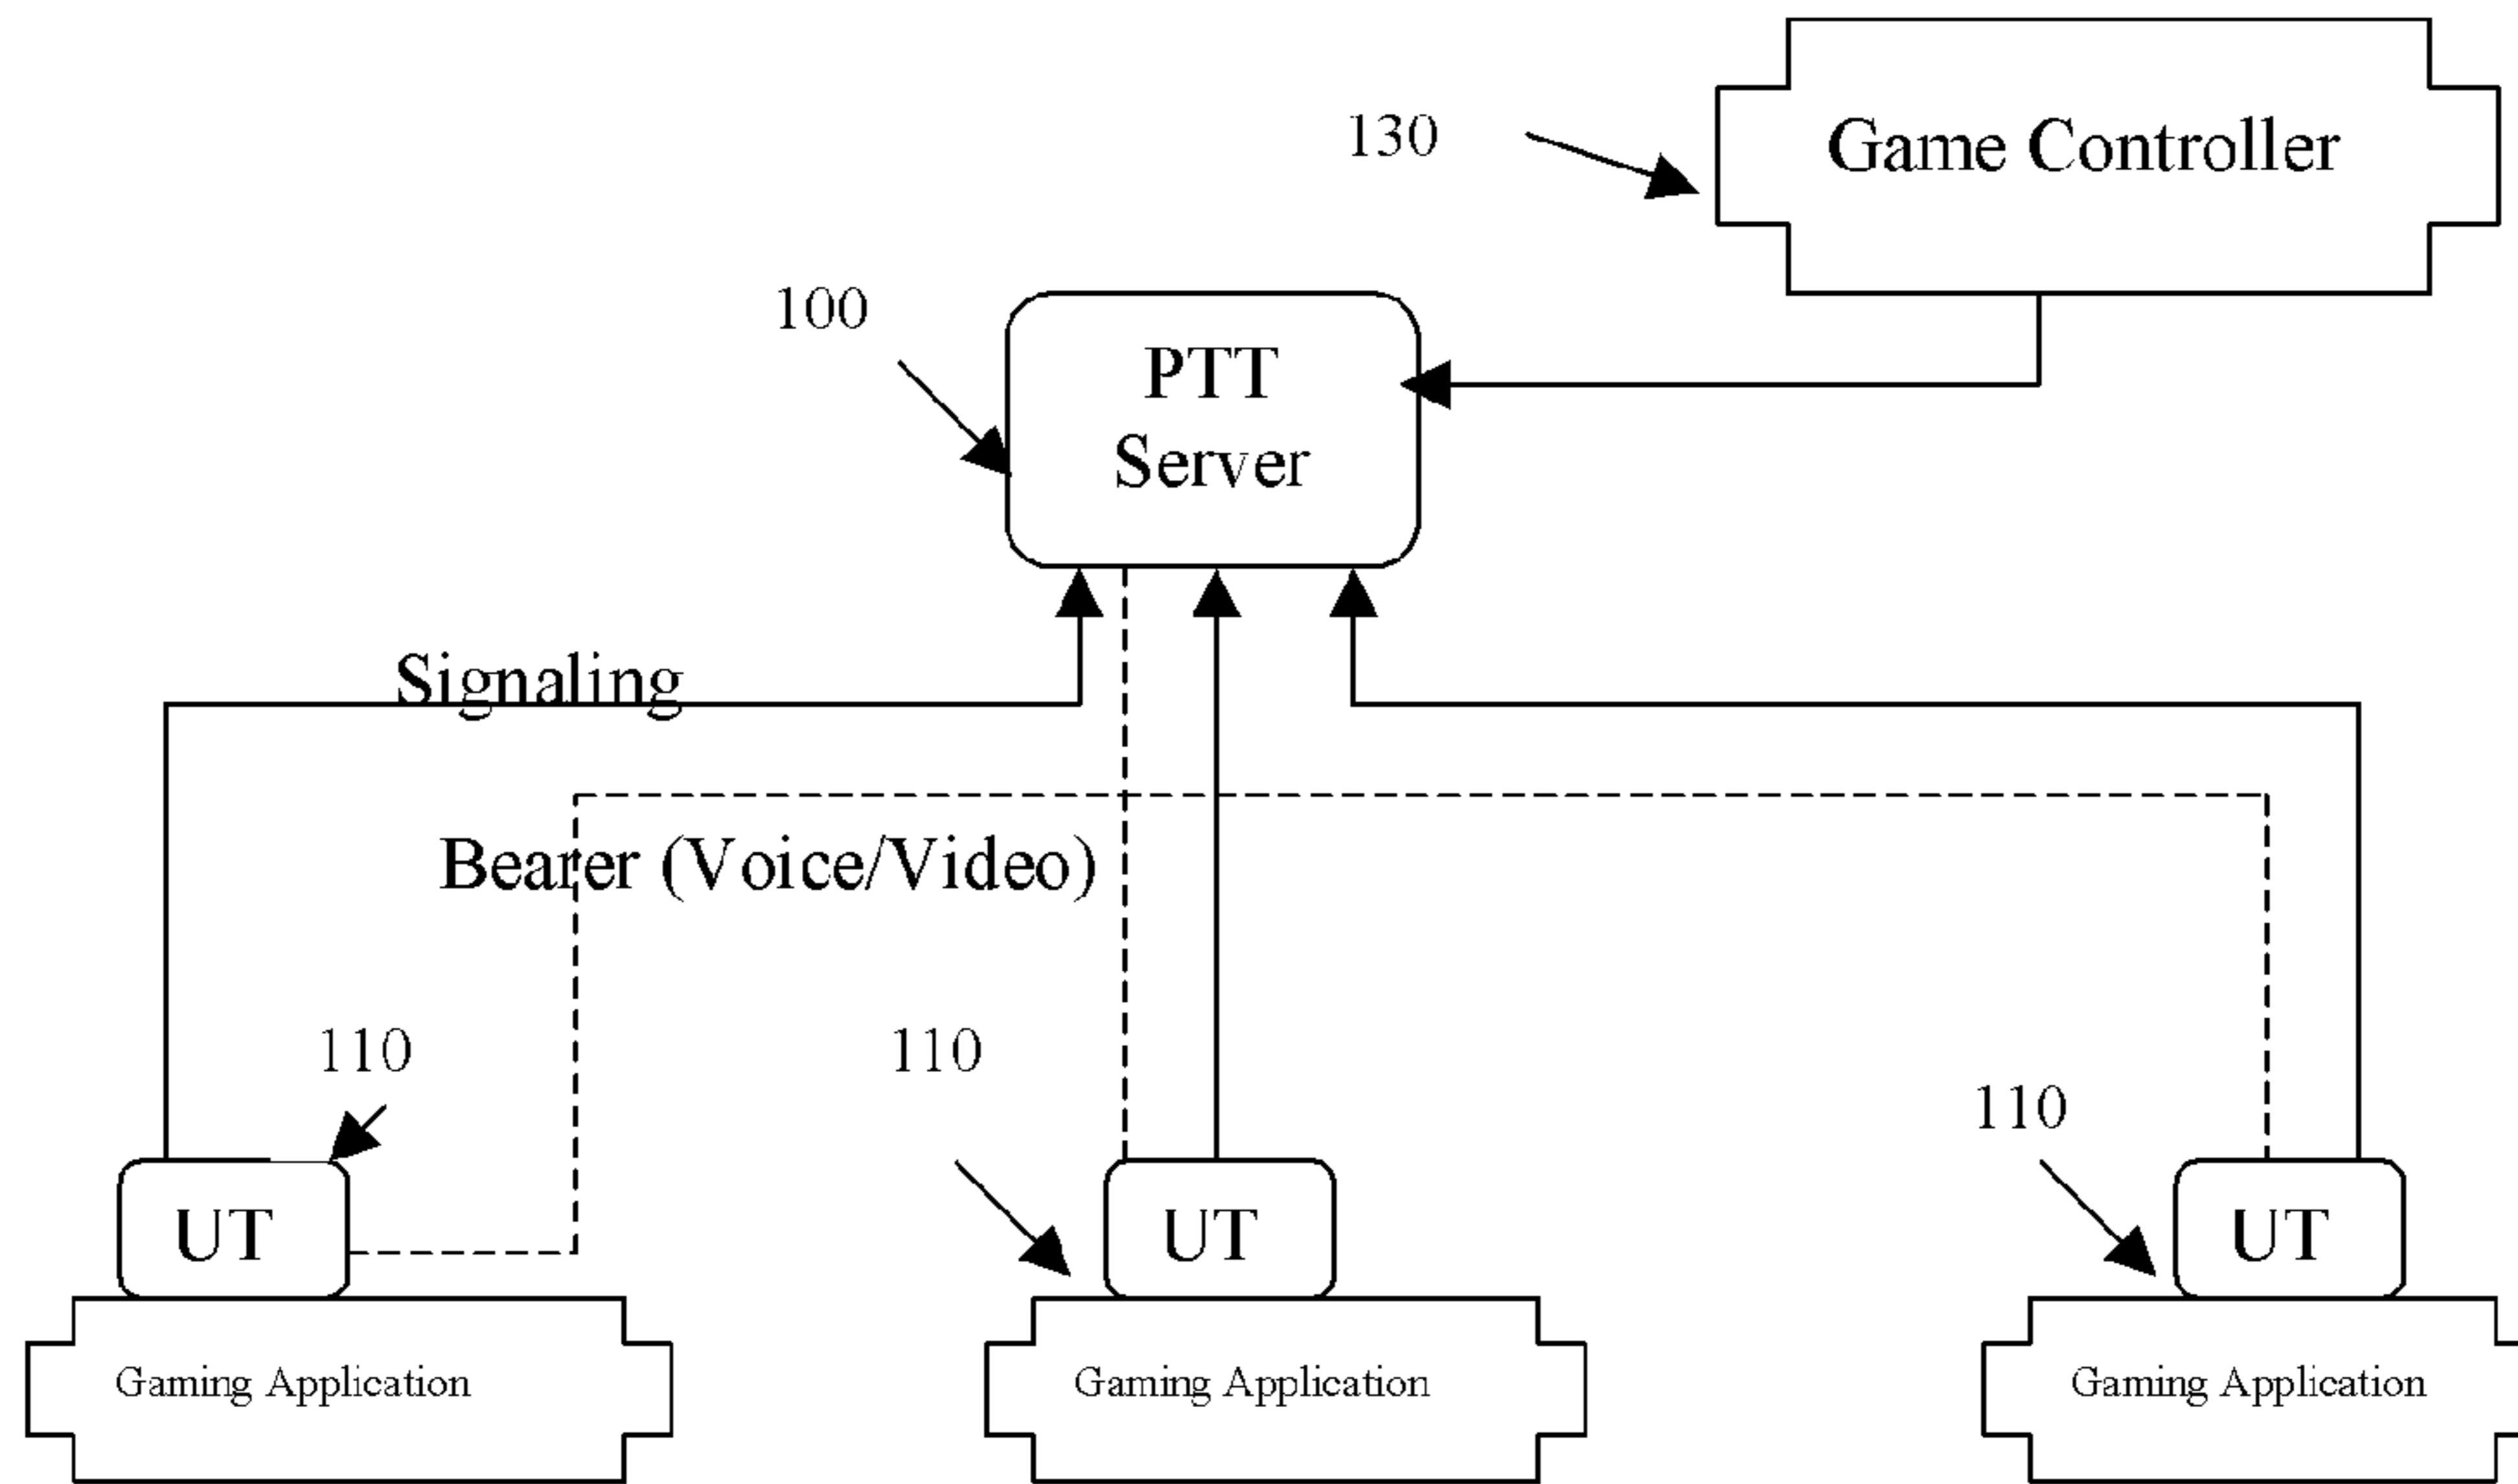 130
Game Controller
100
PTT
Server
Signaling
Bearer (Voice/Video)
110
110
110
UT
UT
UT
Gaming Application
Gaming Application
Gaming Application